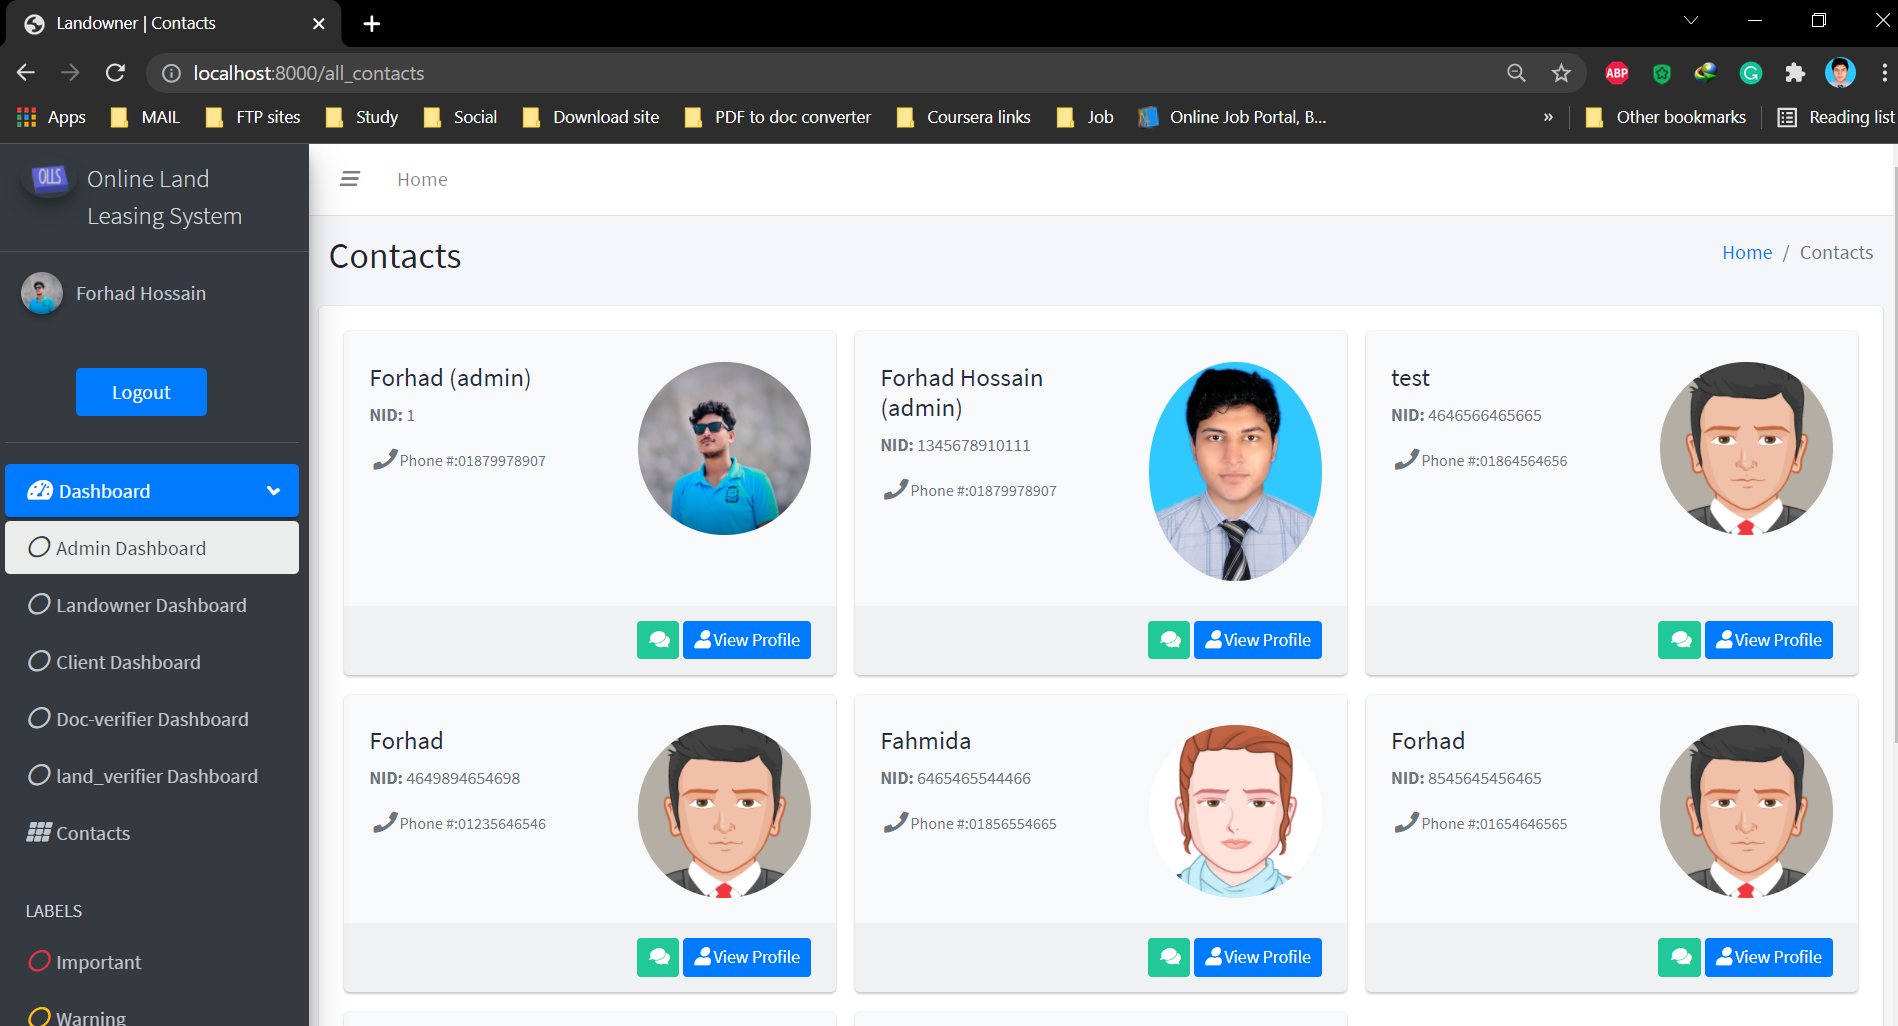 Landowner | Contacts
localhost:8000/all_contacts
ABP
Apps
MAIL
FTP sites
Study
Social
Download site
PDF to doc converter
Coursera links
Job
Online Job Portal, B...
»
Other bookmarks
Reading list
OLLS
Online Land
Leasing System
Home
Contacts
Home / Contacts
Forhad Hossain
Logout
Dashboard
Admin Dashboard
Landowner Dashboard
Client Dashboard
Doc-verifier Dashboard
land_verifier Dashboard
Contacts
LABELS
Important
Warning
Forhad (admin)
NID: 1
Phone #:01879978907
View Profile
Forhad Hossain
(admin)
NID: 1345678910111
Phone #:01879978907
View Profile
test
NID: 4646566465665
Phone #:01864564656
View Profile
Forhad
NID: 4649894654698
Phone #:01235646546
View Profile
Fahmida
NID: 6465465544466
Phone #:01856554665
View Profile
Forhad
NID: 8545645456465
Phone #:01654646565
View Profile